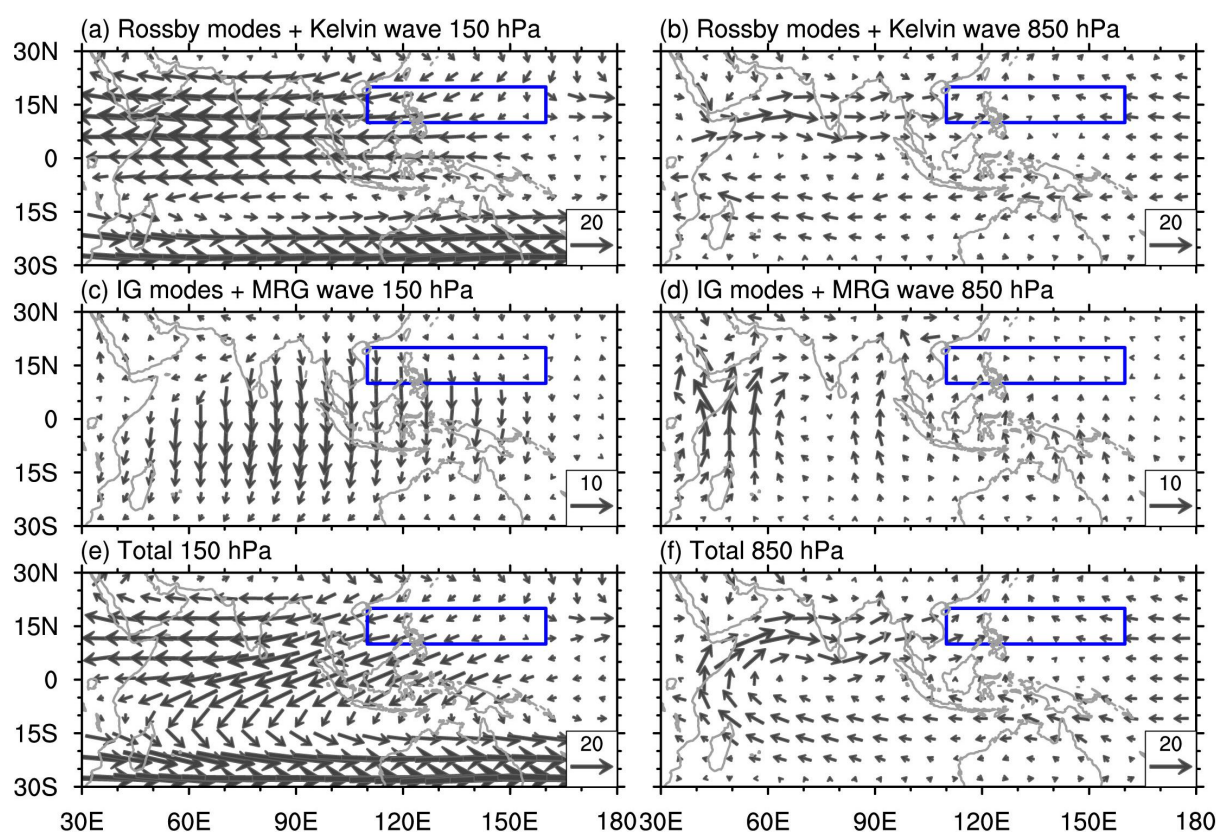 (a) Rossby modes + Kelvin wave 150 hPa
30N
15N
0
15S
30S
20
(b) Rossby modes + Kelvin wave 850 hPa
20
(c) IG modes + MRG wave 150 hPa
30N
15N
0
15S
30S
10
(d) IG modes + MRG wave 850 hPa
10
(e) Total 150 hPa
30N
15N
0
15S
30S
20
30E 60E 90E 120E 150E 180
(f) Total 850 hPa
20
30E 60E 90E 120E 150E 180